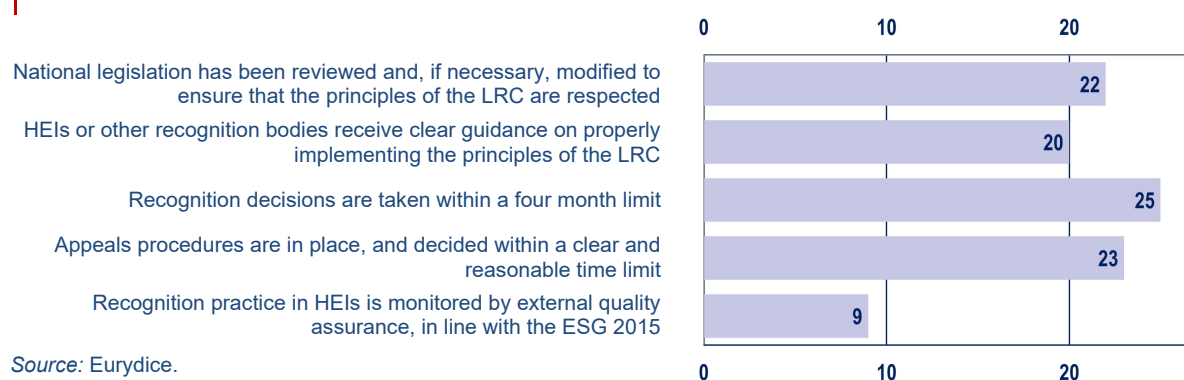 0 10 20
National legislation has been reviewed and, if necessary, modified to
ensure that the principles of the LRC are respected
22
HEIs or other recognition bodies receive clear guidance on properly
implementing the principles of the LRC
20
Recognition decisions are taken within a four month limit
25
Appeals procedures are in place, and decided within a clear and
reasonable time limit
23
Recognition practice in HEIs is monitored by external quality
assurance, in line with the ESG 2015
9
Source: Eurydice.
0 10 20